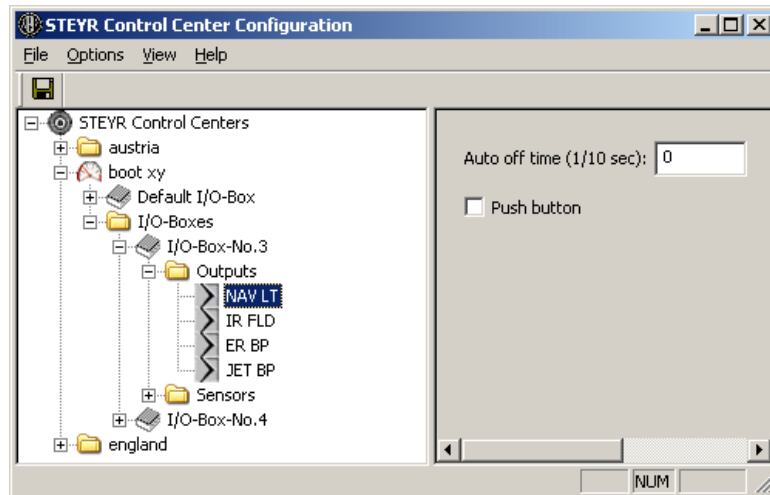 STEYR Control Center Configuration
File Options View Help
STEYR Control Centers
austria
boot xy
Default I/O-Box
I/O-Boxes
I/O-Box-No.3
Outputs
NAV LT
IR FLD
ER BP
JET BP
Sensors
I/O-Box-No.4
england
Auto off time (1/10 sec): 0
Push button
NUM